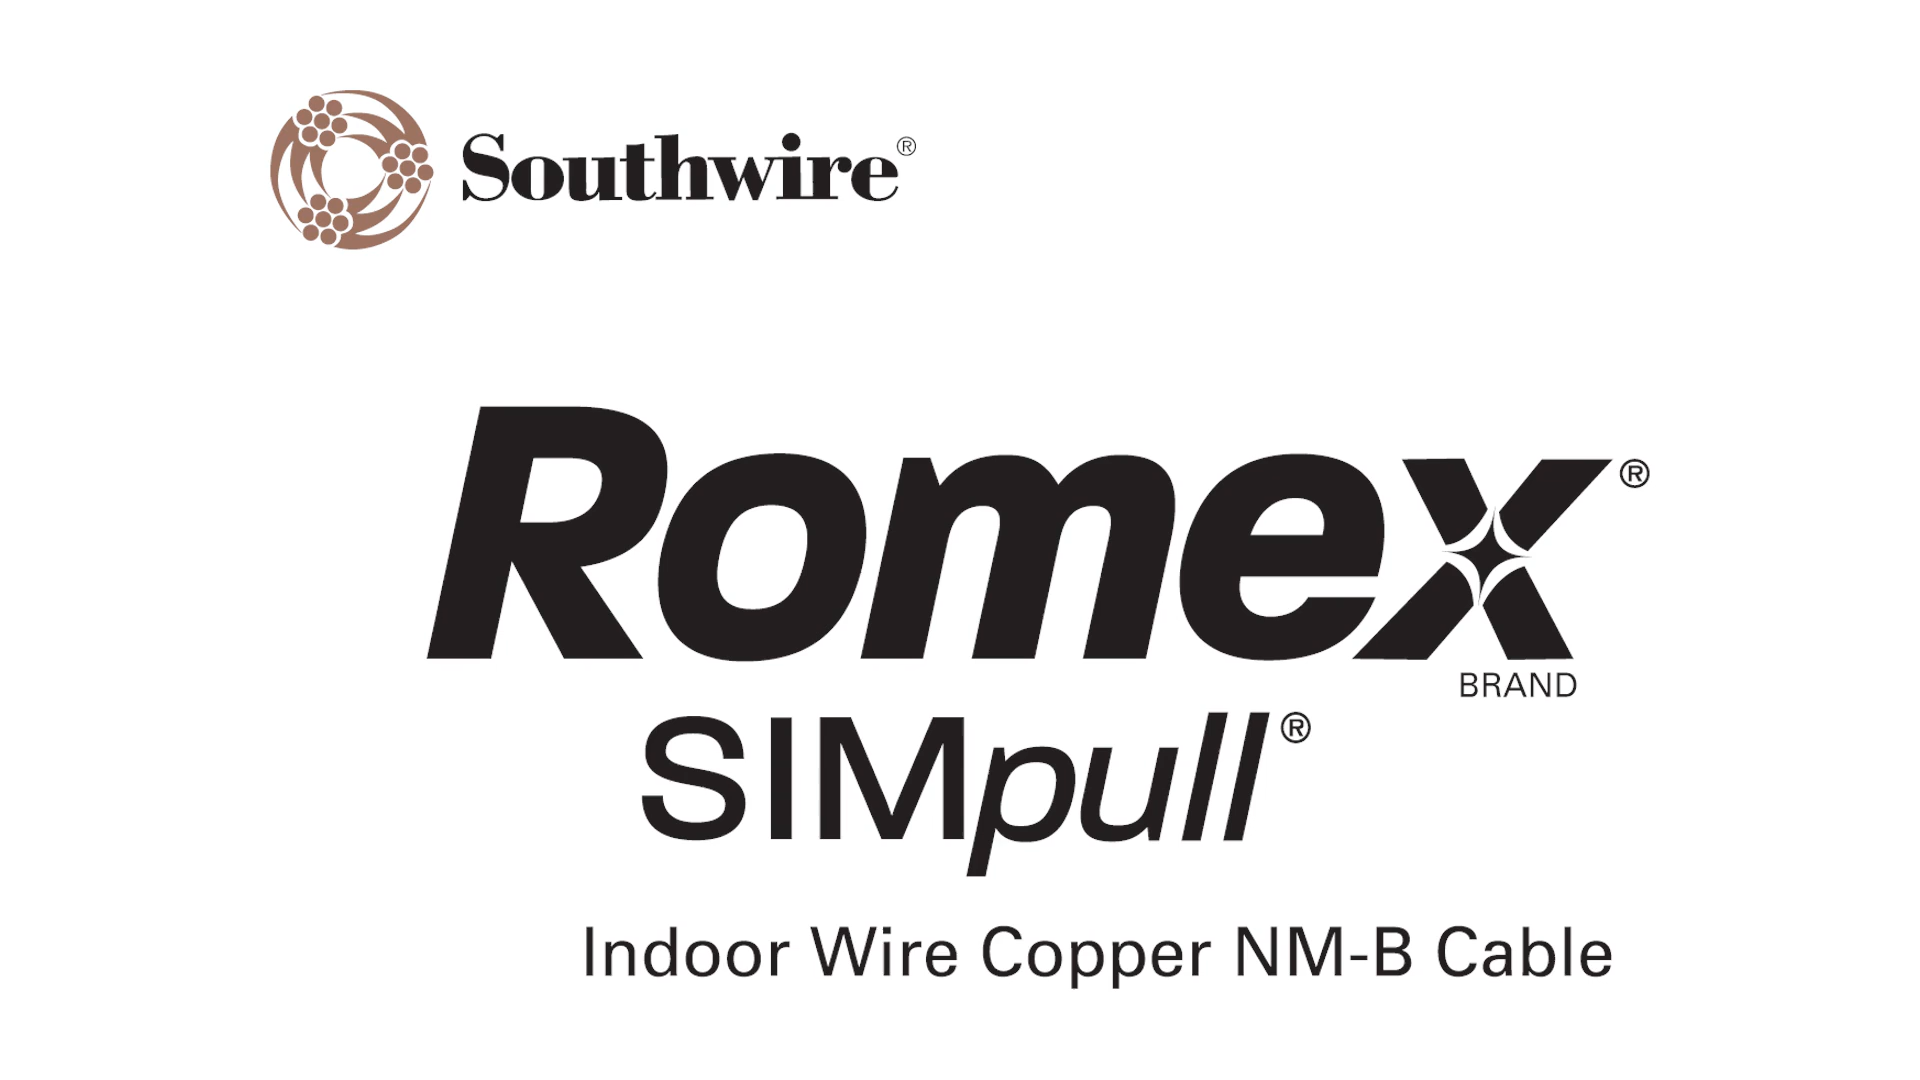 Southwire®
Romex®
BRAND
SIMpull®
Indoor Wire Copper NM-B Cable